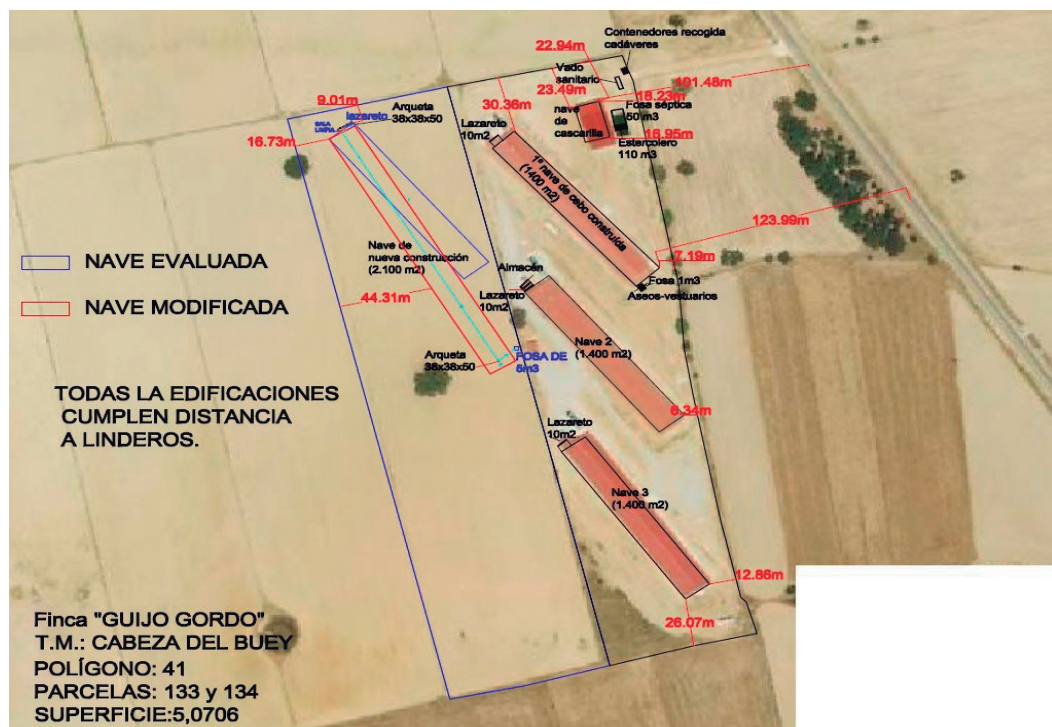 Contenedores recogida
cadáveres
22.94m
Vado
sanitario
101.48m
23.49m
18.23m
9.01m
Arqueta
38x38x50
30.36m
nave
de
cascarilla
Fosa séptica
50 m3
lazareto
SALA
LIMPIA
Lazareto
10m2
16.73m
16.95m
Estercolero
110 m3
1ª nave de cebo construída
(1400 m2)
123.99m
Nave de
nueva construcción
(2.100 m2)
7.19m
NAVE EVALUADA
Almacén
Fosa 1m3
Aseos-vestuarios
44.31m
Lazareto
10m2
NAVE MODIFICADA
Nave 2
(1.400 m2)
Arqueta
38x38x50
FOSA DE
5m3
TODAS LA EDIFICACIONES
CUMPLEN DISTANCIA
A LINDEROS.
6.34m
Lazareto
10m2
Nave 3
(1.400 m2)
12.86m
26.07m
Finca "GUIJO GORDO"
T.M.: CABEZA DEL BUEY
POLÍGONO: 41
PARCELAS: 133 y 134
SUPERFICIE:5,0706